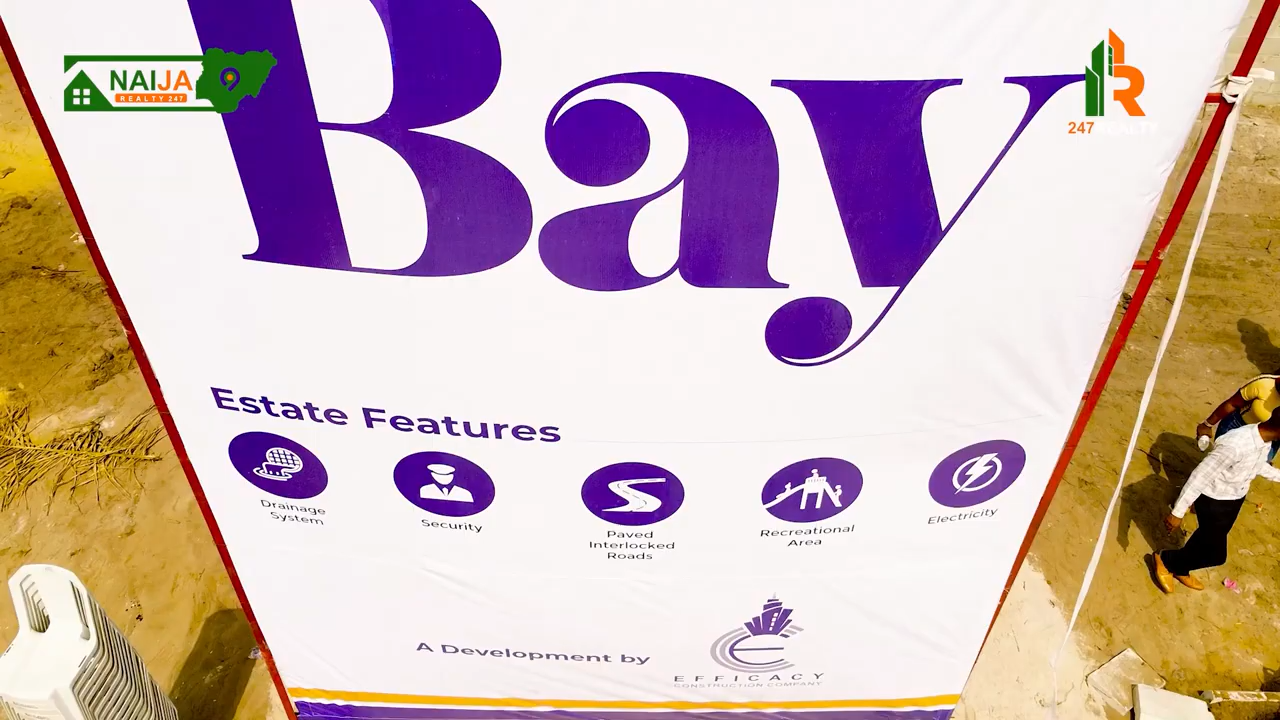 NAIJA
REALTY 247
247 REALTY
Bay
Estate Features
Drainage
System
Security
Paved
Interlocked
Roads
Recreational
Area
Electricity
A Development by
EFFICACY
CONSTRUCTION COMPANY